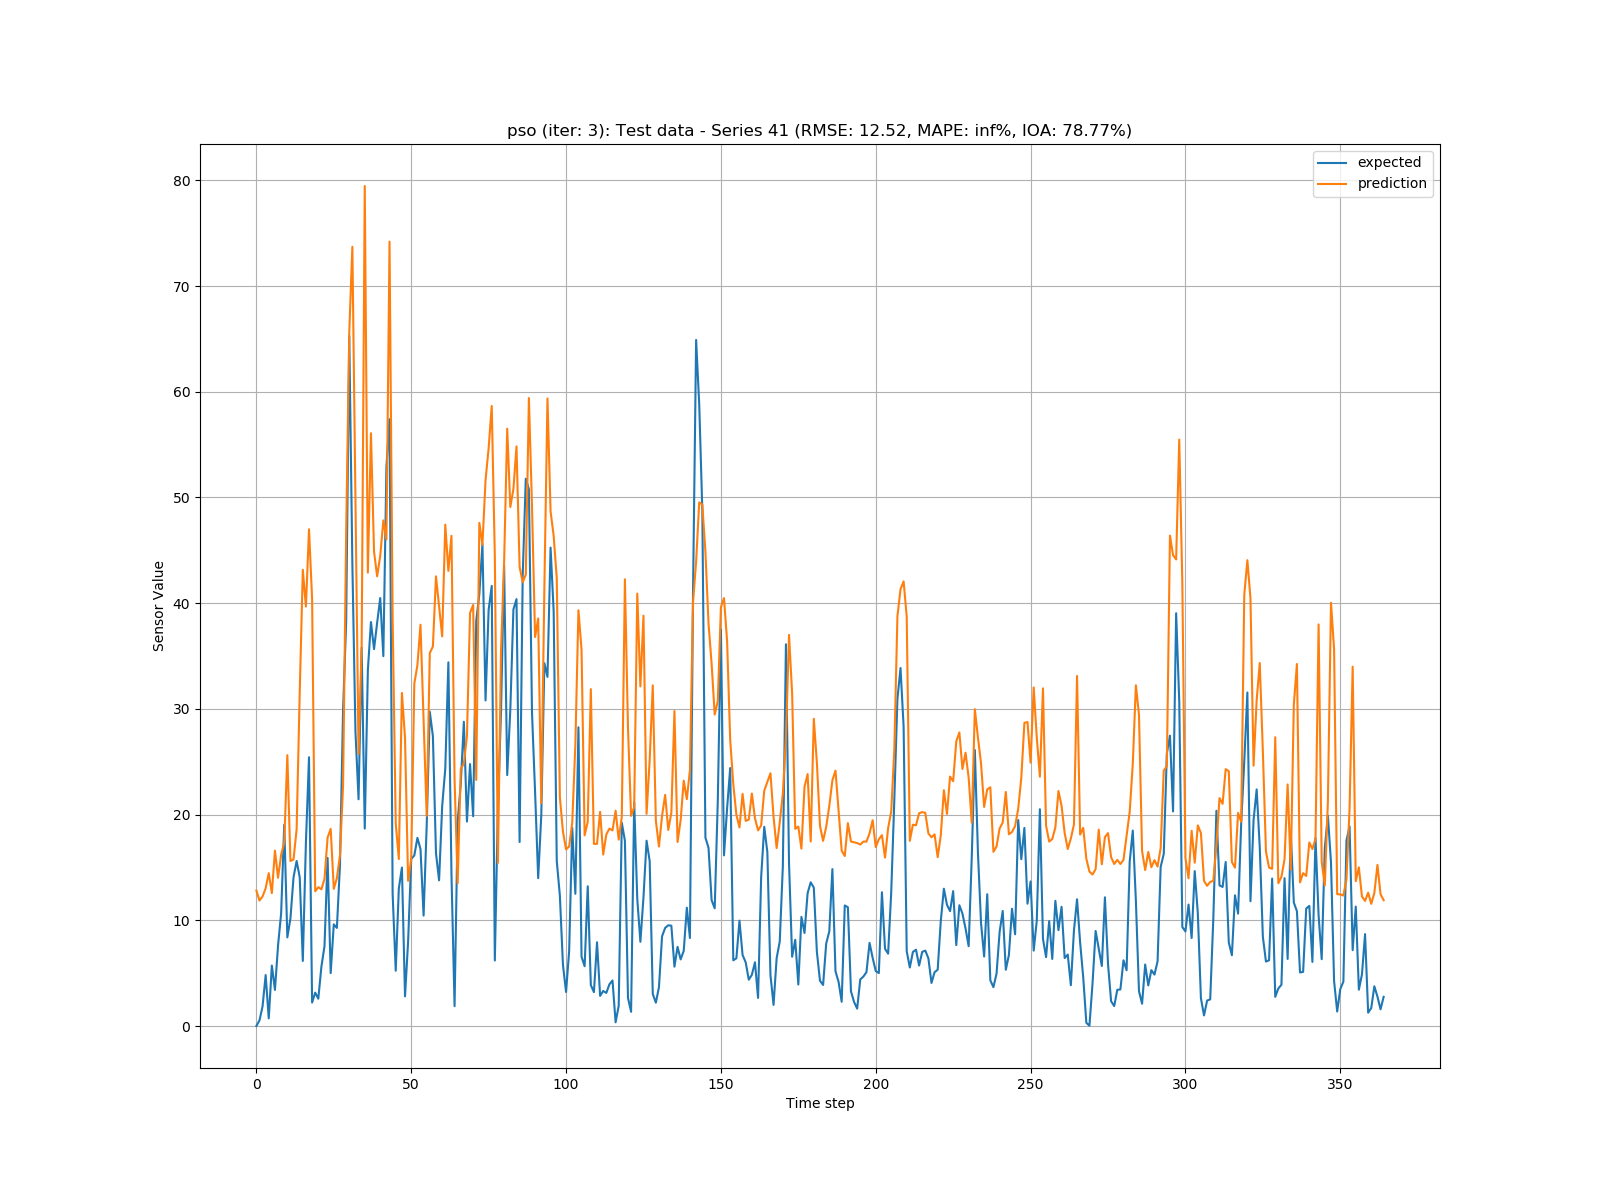 pso (iter: 3): Test data - Series 41 (RMSE: 12.52, MAPE: inf%, IOA: 78.77%)
expected
prediction
80
70
60
50
40
30
20
10
0
Sensor Value
0 50 100 150 200 250 300 350
Time step